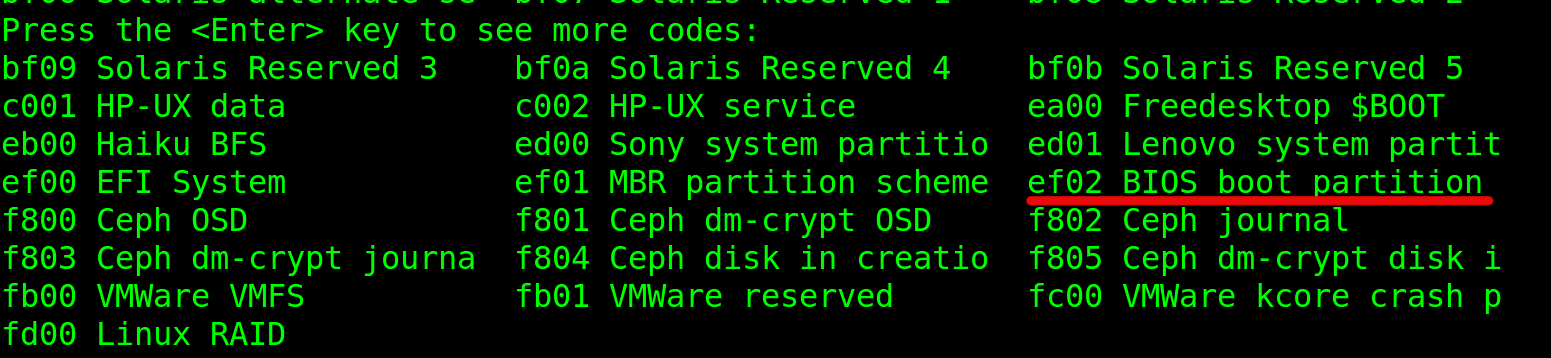 Press the <Enter> key to see more codes:
bf09 Solaris Reserved 3 bf0a Solaris Reserved 4 bf0b Solaris Reserved 5
c001 HP-UX data c002 HP-UX service ea00 Freedesktop $BOOT
eb00 Haiku BFS ed00 Sony system partitio ed01 Lenovo system partit
ef00 EFI System ef01 MBR partition scheme ef02 BIOS boot partition
f800 Ceph OSD f801 Ceph dm-crypt OSD f802 Ceph journal
f803 Ceph dm-crypt journa f804 Ceph disk in creatio f805 Ceph dm-crypt disk i
fb00 VMWare VMFS fb01 VMWare reserved fc00 VMWare kcore crash p
fd00 Linux RAID